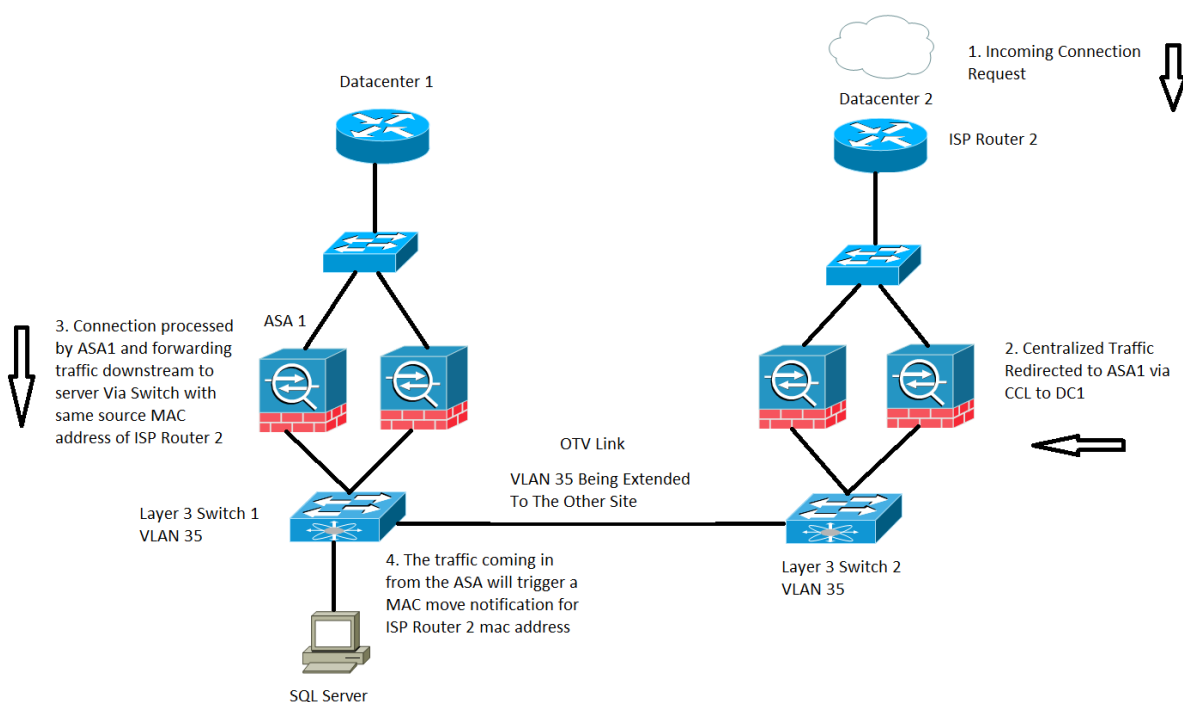 1. Incoming Connection
Request
Datacenter 1
Datacenter 2
ISP Router 2
3. Connection processed
by ASA1 and forwarding
traffic downstream to
server Via Switch with
same source MAC
address of ISP Router 2
ASA 1
2. Centralized Traffic
Redirected to ASA1 via
CCL to DC1
OTV Link
VLAN 35 Being Extended
To The Other Site
Layer 3 Switch 1
VLAN 35
4. The traffic coming in
from the ASA will trigger a
MAC move notification for
ISP Router 2 mac address
Layer 3 Switch 2
VLAN 35
SQL Server